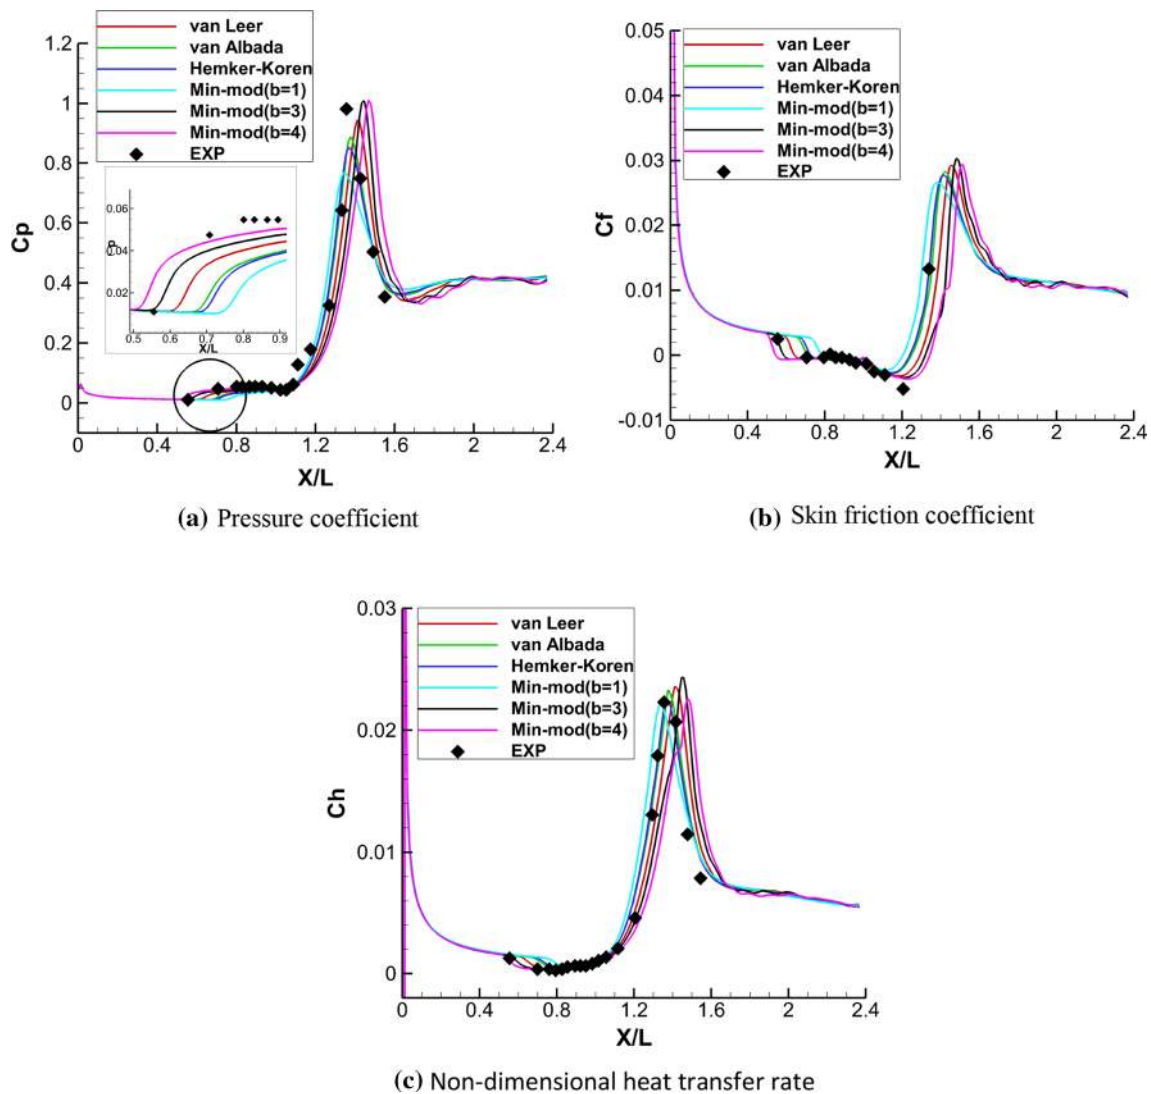 van Leer
van Albada
Hemker-Koren
Min-mod(b=1)
Min-mod(b=3)
Min-mod(b=4)
EXP
1.2
1
0.8
0.6
0.4
0.2
0
Cp
0.06
0.04
0.02
0.5 0.6 0.7 0.8 0.9
X/L
0 0.4 0.8 1.2 1.6 2 2.4
X/L
(a) Pressure coefficient
van Leer
van Albada
Hemker-Koren
Min-mod(b=1)
Min-mod(b=3)
Min-mod(b=4)
EXP
0.05
0.04
0.03
0.02
0.01
0
-0.01
Cf
0 0.4 0.8 1.2 1.6 2 2.4
X/L
(b) Skin friction coefficient
van Leer
van Albada
Hemker-Koren
Min-mod(b=1)
Min-mod(b=3)
Min-mod(b=4)
EXP
0.03
0.02
0.01
0
Ch
0 0.4 0.8 1.2 1.6 2 2.4
X/L
(c) Non-dimensional heat transfer rate